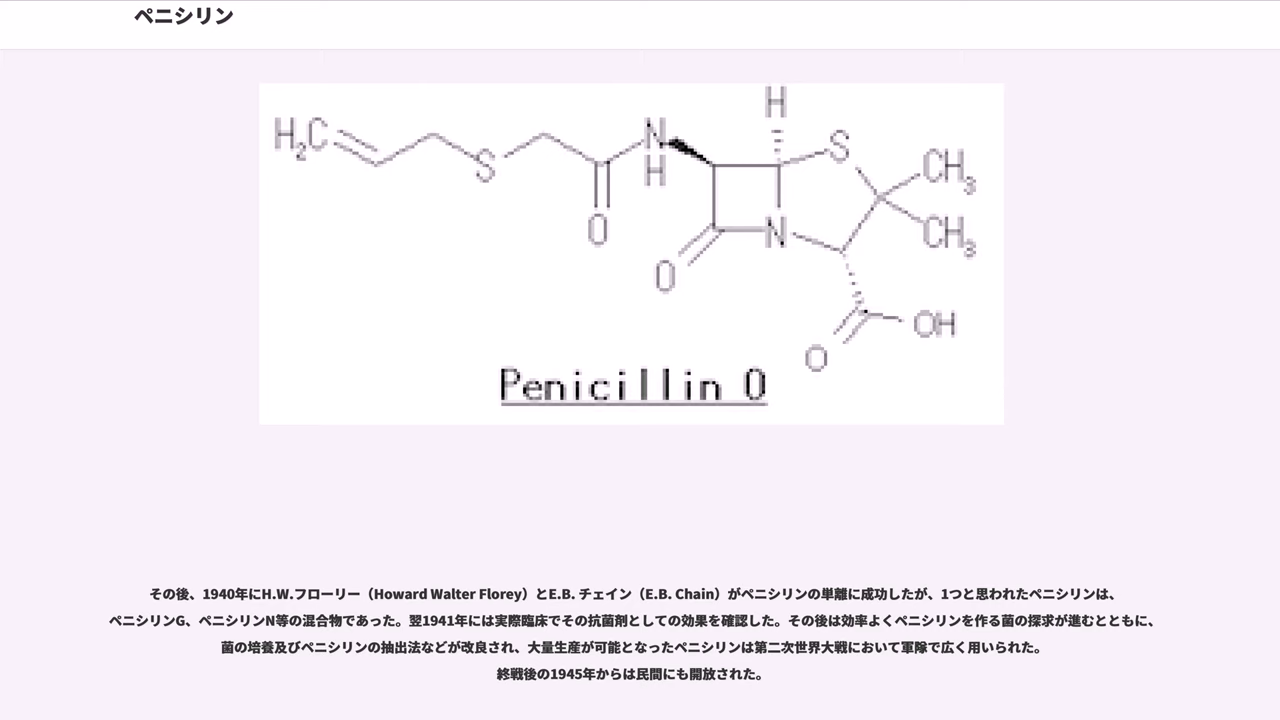 ペニシリン
H
H₂C
N
H
S
S
CH₃
CH₃
O
N
O
OH
O
Penicillin O
その後、1940年にH.W.フローリー（Howard Walter Florey）とE.B. チェイン（E.B. Chain）がペニシリンの単離に成功したが、1つと思われたペニシリンは、
ペニシリンG、ペニシリンN等の混合物であった。翌1941年には実際臨床でその抗菌剤としての効果を確認した。その後は効率よくペニシリンを作る菌の探求が進むとともに、
菌の培養及びペニシリンの抽出法などが改良され、大量生産が可能となったペニシリンは第二次世界大戦において軍隊で広く用いられた。
終戦後の1945年からは民間にも開放された。